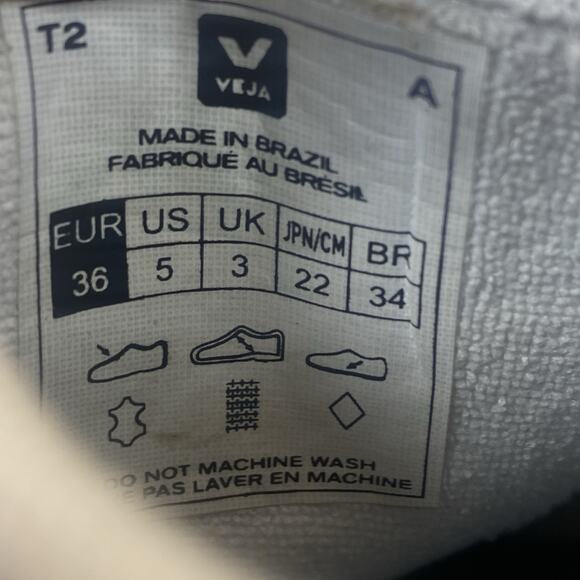 T2
V
VEJA
A
MADE IN BRAZIL
FABRIQUÉ AU BRÉSIL
EUR US UK JPN/CM BR
36 5 3 22 34
DO NOT MACHINE WASH
PAS LAVER EN MACHINE